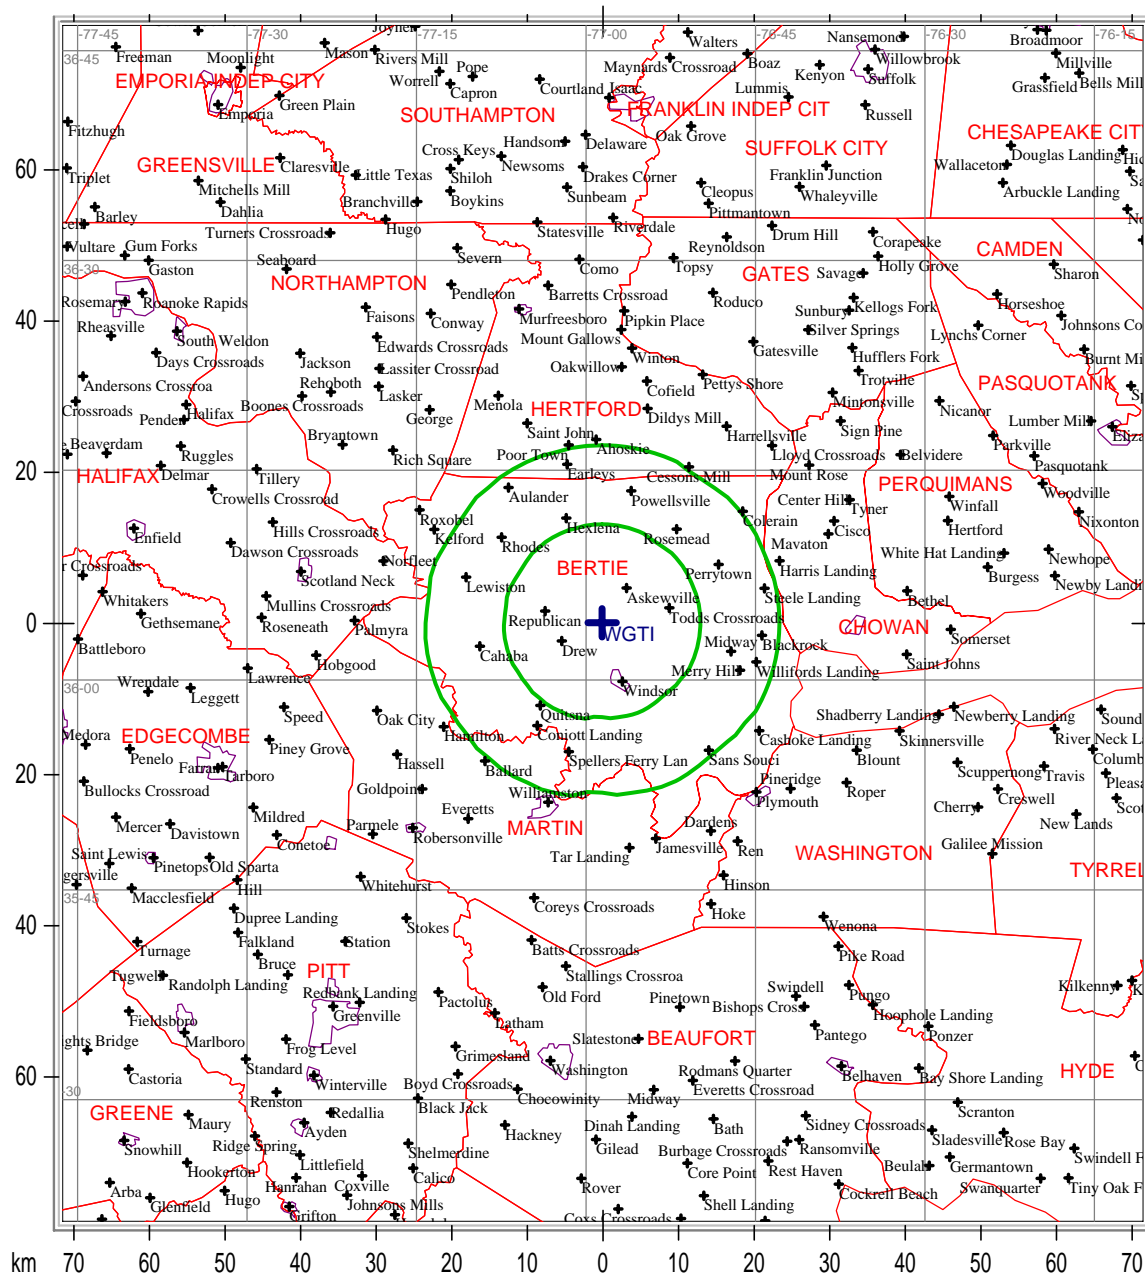 -77-45 -77-30 -77-15 -77-00 -76-45 -76-30 -76-15
36-45
Freeman
Moonlight
Mason
Joyner
Rivers Mill
Pope
Worrell
Capron
Courtland
Isaac
Walters
Maynards Crossroad
Boaz
Kenyon
Lummis
Nansemond
Willowbrook
Suffolk
Broadmoor
Millville
Grassfield
Bells Mill
EMPORIA INDEP CITY
Emporia
Green Plain
SOUTHAMPTON
FRANKLIN INDEP CIT
Russell
Fitzhugh
Handsom
Delaware
Oak Grove
CHESAPEAKE CIT
Triplet
GREENSVILLE
Claresville
Cross Keys
Newsoms
SUFFOLK CITY
Douglas Landing
60
Mitchells Mill
Little Texas
Shiloh
Drakes Corner
Franklin Junction
Wallaceton
Barley
Dahlia
Branchville
Boykins
Sunbeam
Cleopus
Whaleyville
Arbuckle Landing
Pittmantown
Turners Crossroads
Hugo
Statesville
Riverdale
Reynoldson
Drum Hill
Corapeake
CAMDEN
Vultare
Gum Forks
Severn
Como
Topsy
GATES
Holly Grove
Sharon
36-30
Gaston
Seaboard
NORTHAMPTON
Savage
Rosemary
Roanoke Rapids
Pendleton
Barretts Crossroad
Roduco
Sunbury
Kellogs Fork
Horseshoe
40
Rheasville
South Weldon
Faisons
Conway
Murfreesboro
Pipkin Place
Silver Springs
Lynchs Corner
Johnsons Co
Days Crossroads
Edwards Crossroad
Mount Gallows
Winton
Gatesville
Hufflers Fork
Burnt Mi
Andersons Crossroa
Jackson
Lassiter Crossroad
Oakwillow
Pettys Shore
Trotville
PASQUOTANK
Crossroads
Halifax
Rehoboth
Boones Crossroads
Lasker
Menola
HERTFORD
Cofield
Mintonsville
Nicanor
Lumber Mill
Penden
George
Saint John
Dildys Mill
Harrellsville
Sign Pine
Parkville
Eliza
Beaverdam
Ruggles
Bryantown
Rich Square
Poor Town
Ahoskie
Lloyd Crossroads
Belvidere
Pasquotank
20
HALIFAX
Delmar
Tillery
Earleys
Cessons Mill
Mount Rose
PERQUIMANS
Woodville
Crowells Crossroad
Aulander
Powellsville
Center Hill
Tyner
Winfall
Nixonton
Enfield
Hills Crossroads
Roxobel
Kelford
Hexlena
Rosemead
Colerain
Cisco
Hertford
Dawson Crossroads
Norfleet
Rhodes
Mavaton
White Hat Landing
Newhope
r Crossroads
Scotland Neck
Lewiston
BERTIE
Perrytown
Harris Landing
Burgess
Newby Landi
Whitakers
Mullins Crossroads
Askewville
Steele Landing
Bethel
Gethsemane
Roseneath
Palmyra
Republican
Todds Crossroads
CHOWAN
0
Battleboro
Hobgood
Cahaba
Drew
WGTI
Midway
Blackrock
Somerset
36-00
Wrendale
Lawrence
Merry Hill
Willifords Landing
Saint Johns
Leggett
Speed
Oak City
Windsor
Quitsna
Shadberry Landing
Newberry Landing
Sound
Medora
EDGECOMBE
Piney Grove
Hamilton
Coniott Landing
Cashoke Landing
Skinnersville
River Neck L
Penelo
Farrar
Tarboro
Hassell
Ballard
Spellers Ferry Lan
Sans Souci
Blount
Scuppernong
Travis
Columb
20
Bullocks Crossroad
Goldpoint
Williamston
Pineridge
Plymouth
Roper
Creswell
Pleasa
Mercer
Davistown
Mildred
Parmele
Everetts
MARTIN
Dardens
Cherry
New Lands
Scot
Conetoe
Robersonville
Jamesville
Ren
WASHINGTON
Galilee Mission
Saint Lewis
Pinetops
Old Sparta
Tar Landing
TYRREL
gersville
Macclesfield
Hill
Whitehurst
Hinson
35-45
Dupree Landing
Stokes
Coreys Crossroads
Hoke
Wenona
40
Turnage
Falkland
Station
Batts Crossroads
Pike Road
Tugwell
Bruce
PITT
Stallings Crossroa
Randolph Landing
Redbank Landing
Pactolus
Old Ford
Pinetown
Swindell
Bishops Cross
Pungo
Kilkenny
Fieldsboro
Greenville
Latham
Hoophole Landing
Marlboro
Frog Level
Slatestone
BEAUFORT
Pantego
Ponzer
ghts Bridge
Standard
Grimesland
Washington
Rodmans Quarter
60
Castoria
Winterville
Boyd Crossroads
Everetts Crossroad
Belhaven
Bay Shore Landing
HYDE
30
GREENE
Renston
Black Jack
Chocowinity
Midway
Scranton
Maury
Redallia
Ayden
Hackney
Dinah Landing
Bath
Sidney Crossroads
Sladesville
Rose Bay
Snowhill
Ridge Spring
Shelmerdine
Gilead
Burbage Crossroads
Ransomville
Swindell F
Hookerton
Littlefield
Calico
Core Point
Rest Haven
Beulah
Germantown
Arba
Hanrahan
Coxville
Rover
Shell Landing
Cockrell Beach
Swanquarter
Tiny Oak F
Glenfield
Hugo
Grifton
Johnsons Mills
Coxs Crossroads
km 70 60 50 40 30 20 10 0 10 20 30 40 50 60 70